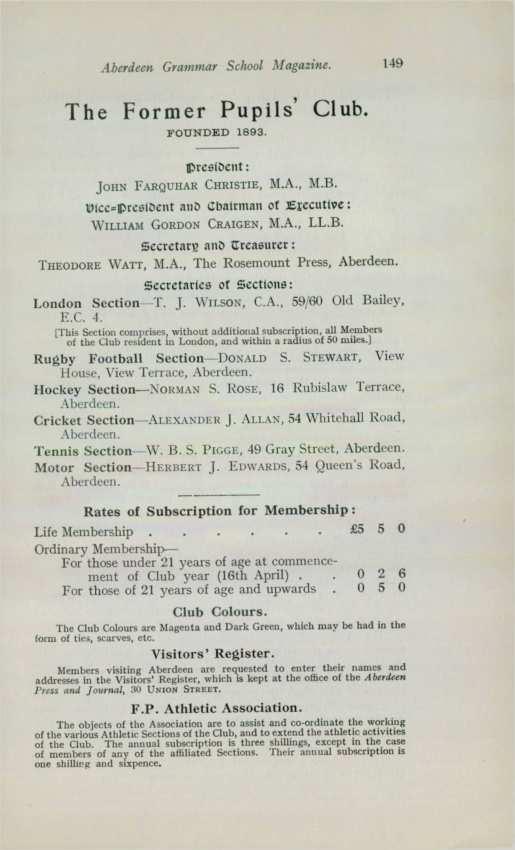 Aberdeen Grammar School Magazine. 149
The Former Pupils' Club.
FOUNDED 1893.
President:
JOHN FARQUHAR CHRISTIE, M.A., M.B.
Vice-President and Chairman of Executive:
WILLIAM GORDON CRAIGEN, M.A., LL.B.
Secretary and Treasurer:
THEODORE WATT, M.A., The Rosemount Press, Aberdeen.
Secretaries of Sections:
London Section—T. J. WILSON, C.A., 59/60 Old Bailey,
E.C. 4.
[This Section comprises, without additional subscription, all Members
of the Club resident in London, and within a radius of 50 miles.]
Rugby Football Section—DONALD S. STEWART, View
House, View Terrace, Aberdeen.
Hockey Section—NORMAN S. ROSE, 16 Rubislaw Terrace,
Aberdeen.
Cricket Section—ALEXANDER J. ALLAN, 54 Whitehall Road,
Aberdeen.
Tennis Section—W. B. S. PIGGE, 49 Gray Street, Aberdeen.
Motor Section—HERBERT J. EDWARDS, 54 Queen's Road,
Aberdeen.
Rates of Subscription for Membership:
Life Membership . . . . . . . £5 5 0
Ordinary Membership—
For those under 21 years of age at commence-
ment of Club year (16th April) . . 0 2 6
For those of 21 years of age and upwards . 0 5 0
Club Colours.
The Club Colours are Magenta and Dark Green, which may be had in the
form of ties, scarves, etc.
Visitors' Register.
Members visiting Aberdeen are requested to enter their names and
addresses in the Visitors' Register, which is kept at the office of the Aberdeen
Press and Journal, 30 UNION STREET.
F.P. Athletic Association.
The objects of the Association are to assist and co-ordinate the working
of the various Athletic Sections of the Club, and to extend the athletic activities
of the Club. The annual subscription is three shillings, except in the case
of members of any of the affiliated Sections. Their annual subscription is
one shilling and sixpence.